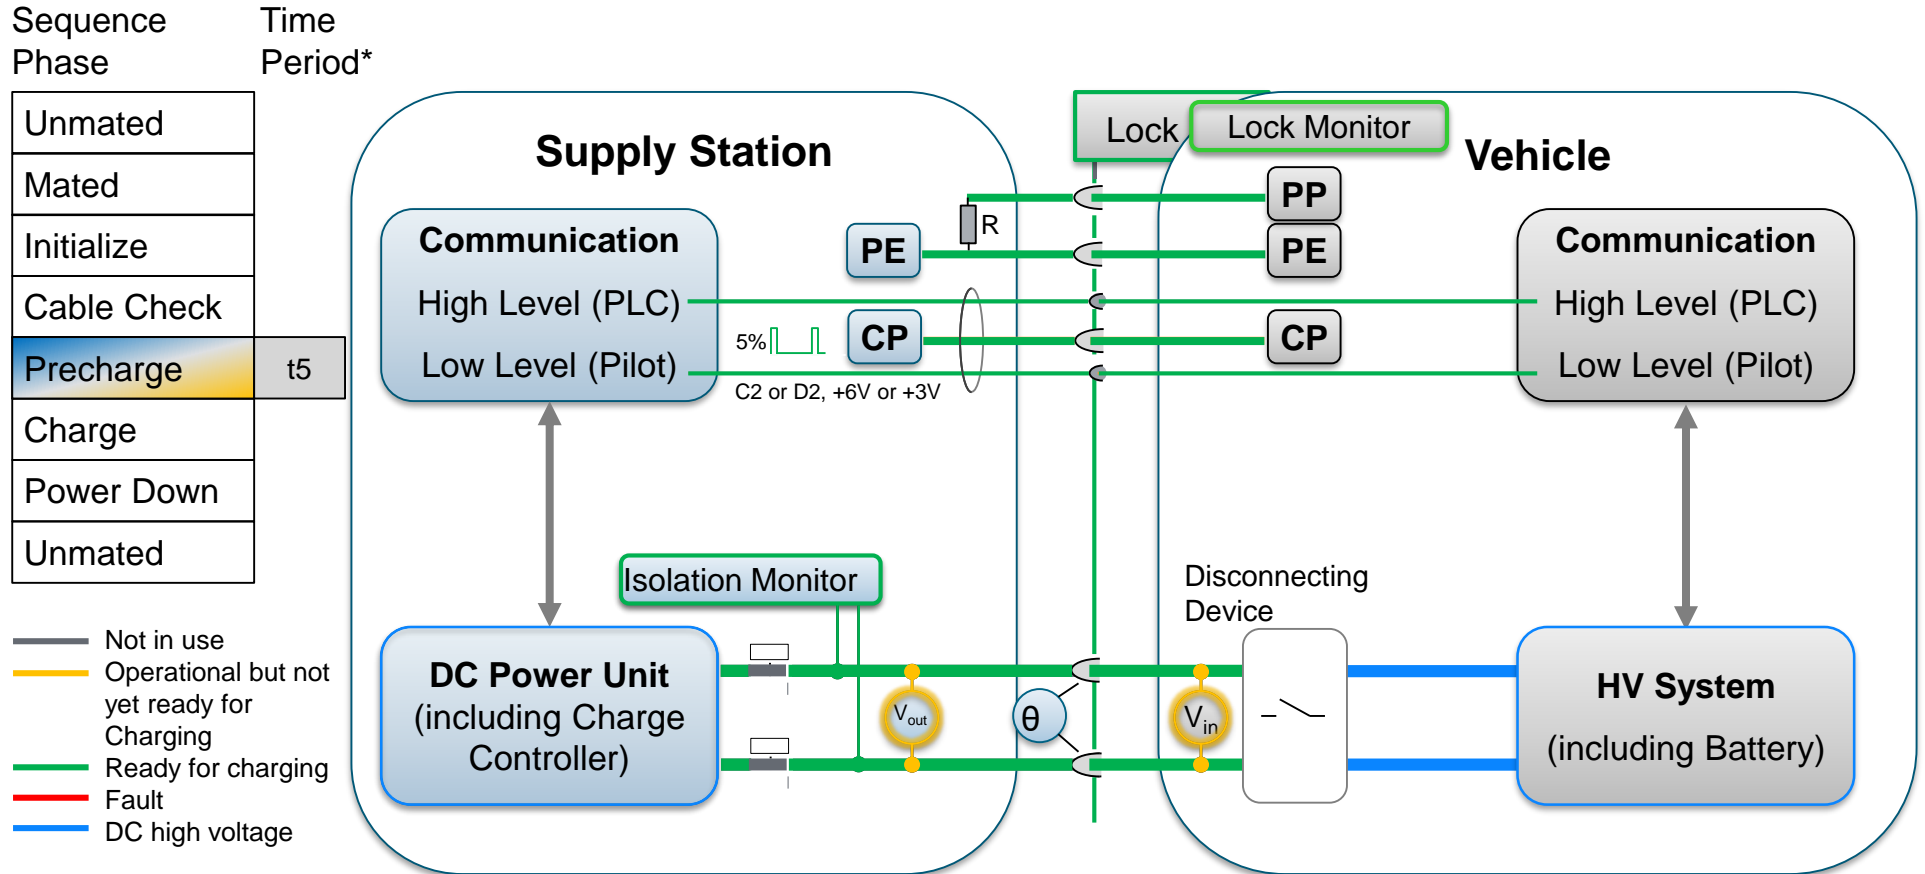 Sequence
Phase
Time
Period*
Unmated
Mated
Initialize
Cable Check
Precharge
t5
Charge
Power Down
Unmated
Not in use
Operational but not
yet ready for
Charging
Ready for charging
Fault
DC high voltage
Supply Station
Communication
High Level (PLC)
Low Level (Pilot)
PE
R
5%
CP
C2 or D2, +6V or +3V
Isolation Monitor
DC Power Unit
(including Charge
Controller)
Vout
θ
Lock
Lock Monitor
Vehicle
PP
PE
CP
Communication
High Level (PLC)
Low Level (Pilot)
Disconnecting
Device
Vin
HV System
(including Battery)